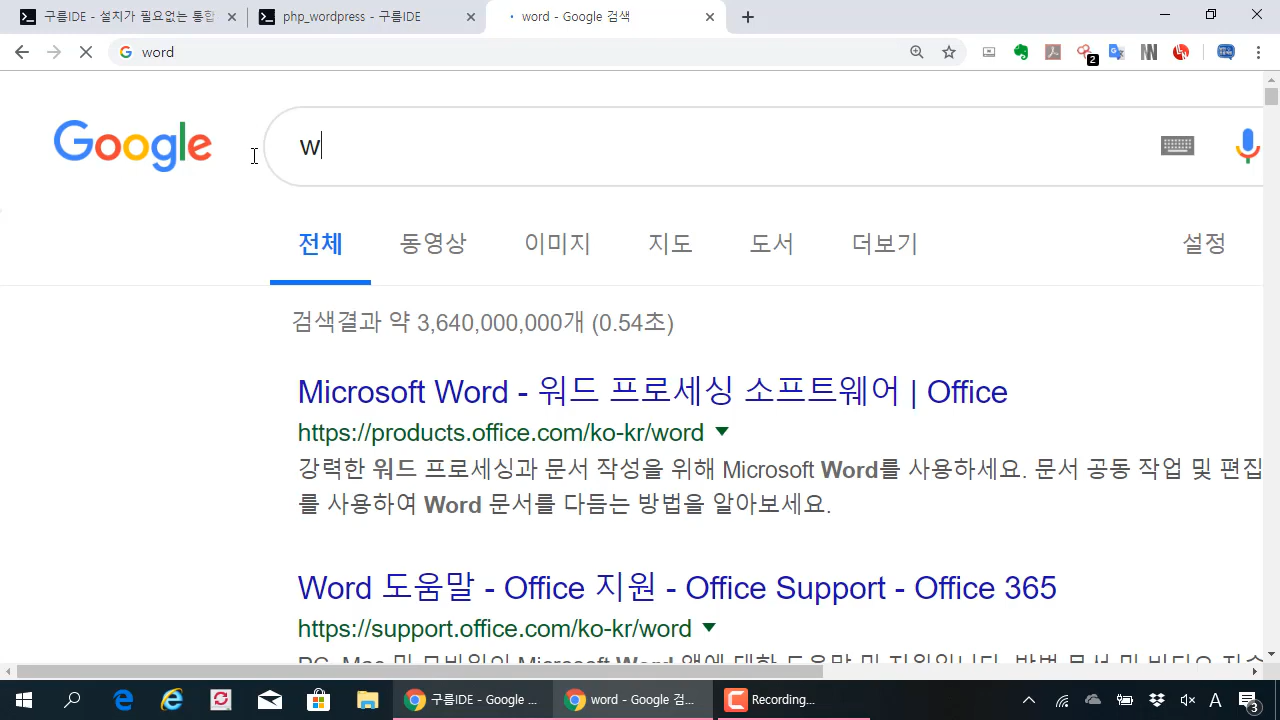 구름IDE - 설치가 필요없는 통합
php_wordpress - 구름IDE
word - Google 검색
word
2
Google
w
전체
동영상
이미지
지도
도서
더보기
설정
검색결과 약 3,640,000,000개 (0.54초)
Microsoft Word - 워드 프로세싱 소프트웨어 | Office
https://products.office.com/ko-kr/word
강력한 워드 프로세싱과 문서 작성을 위해 Microsoft Word를 사용하세요. 문서 공동 작업 및 편집
를 사용하여 Word 문서를 다듬는 방법을 알아보세요.
Word 도움말 - Office 지원 - Office Support - Office 365
https://support.office.com/ko-kr/word
구름IDE - Google ...
word - Google 검...
Recording...
A
3